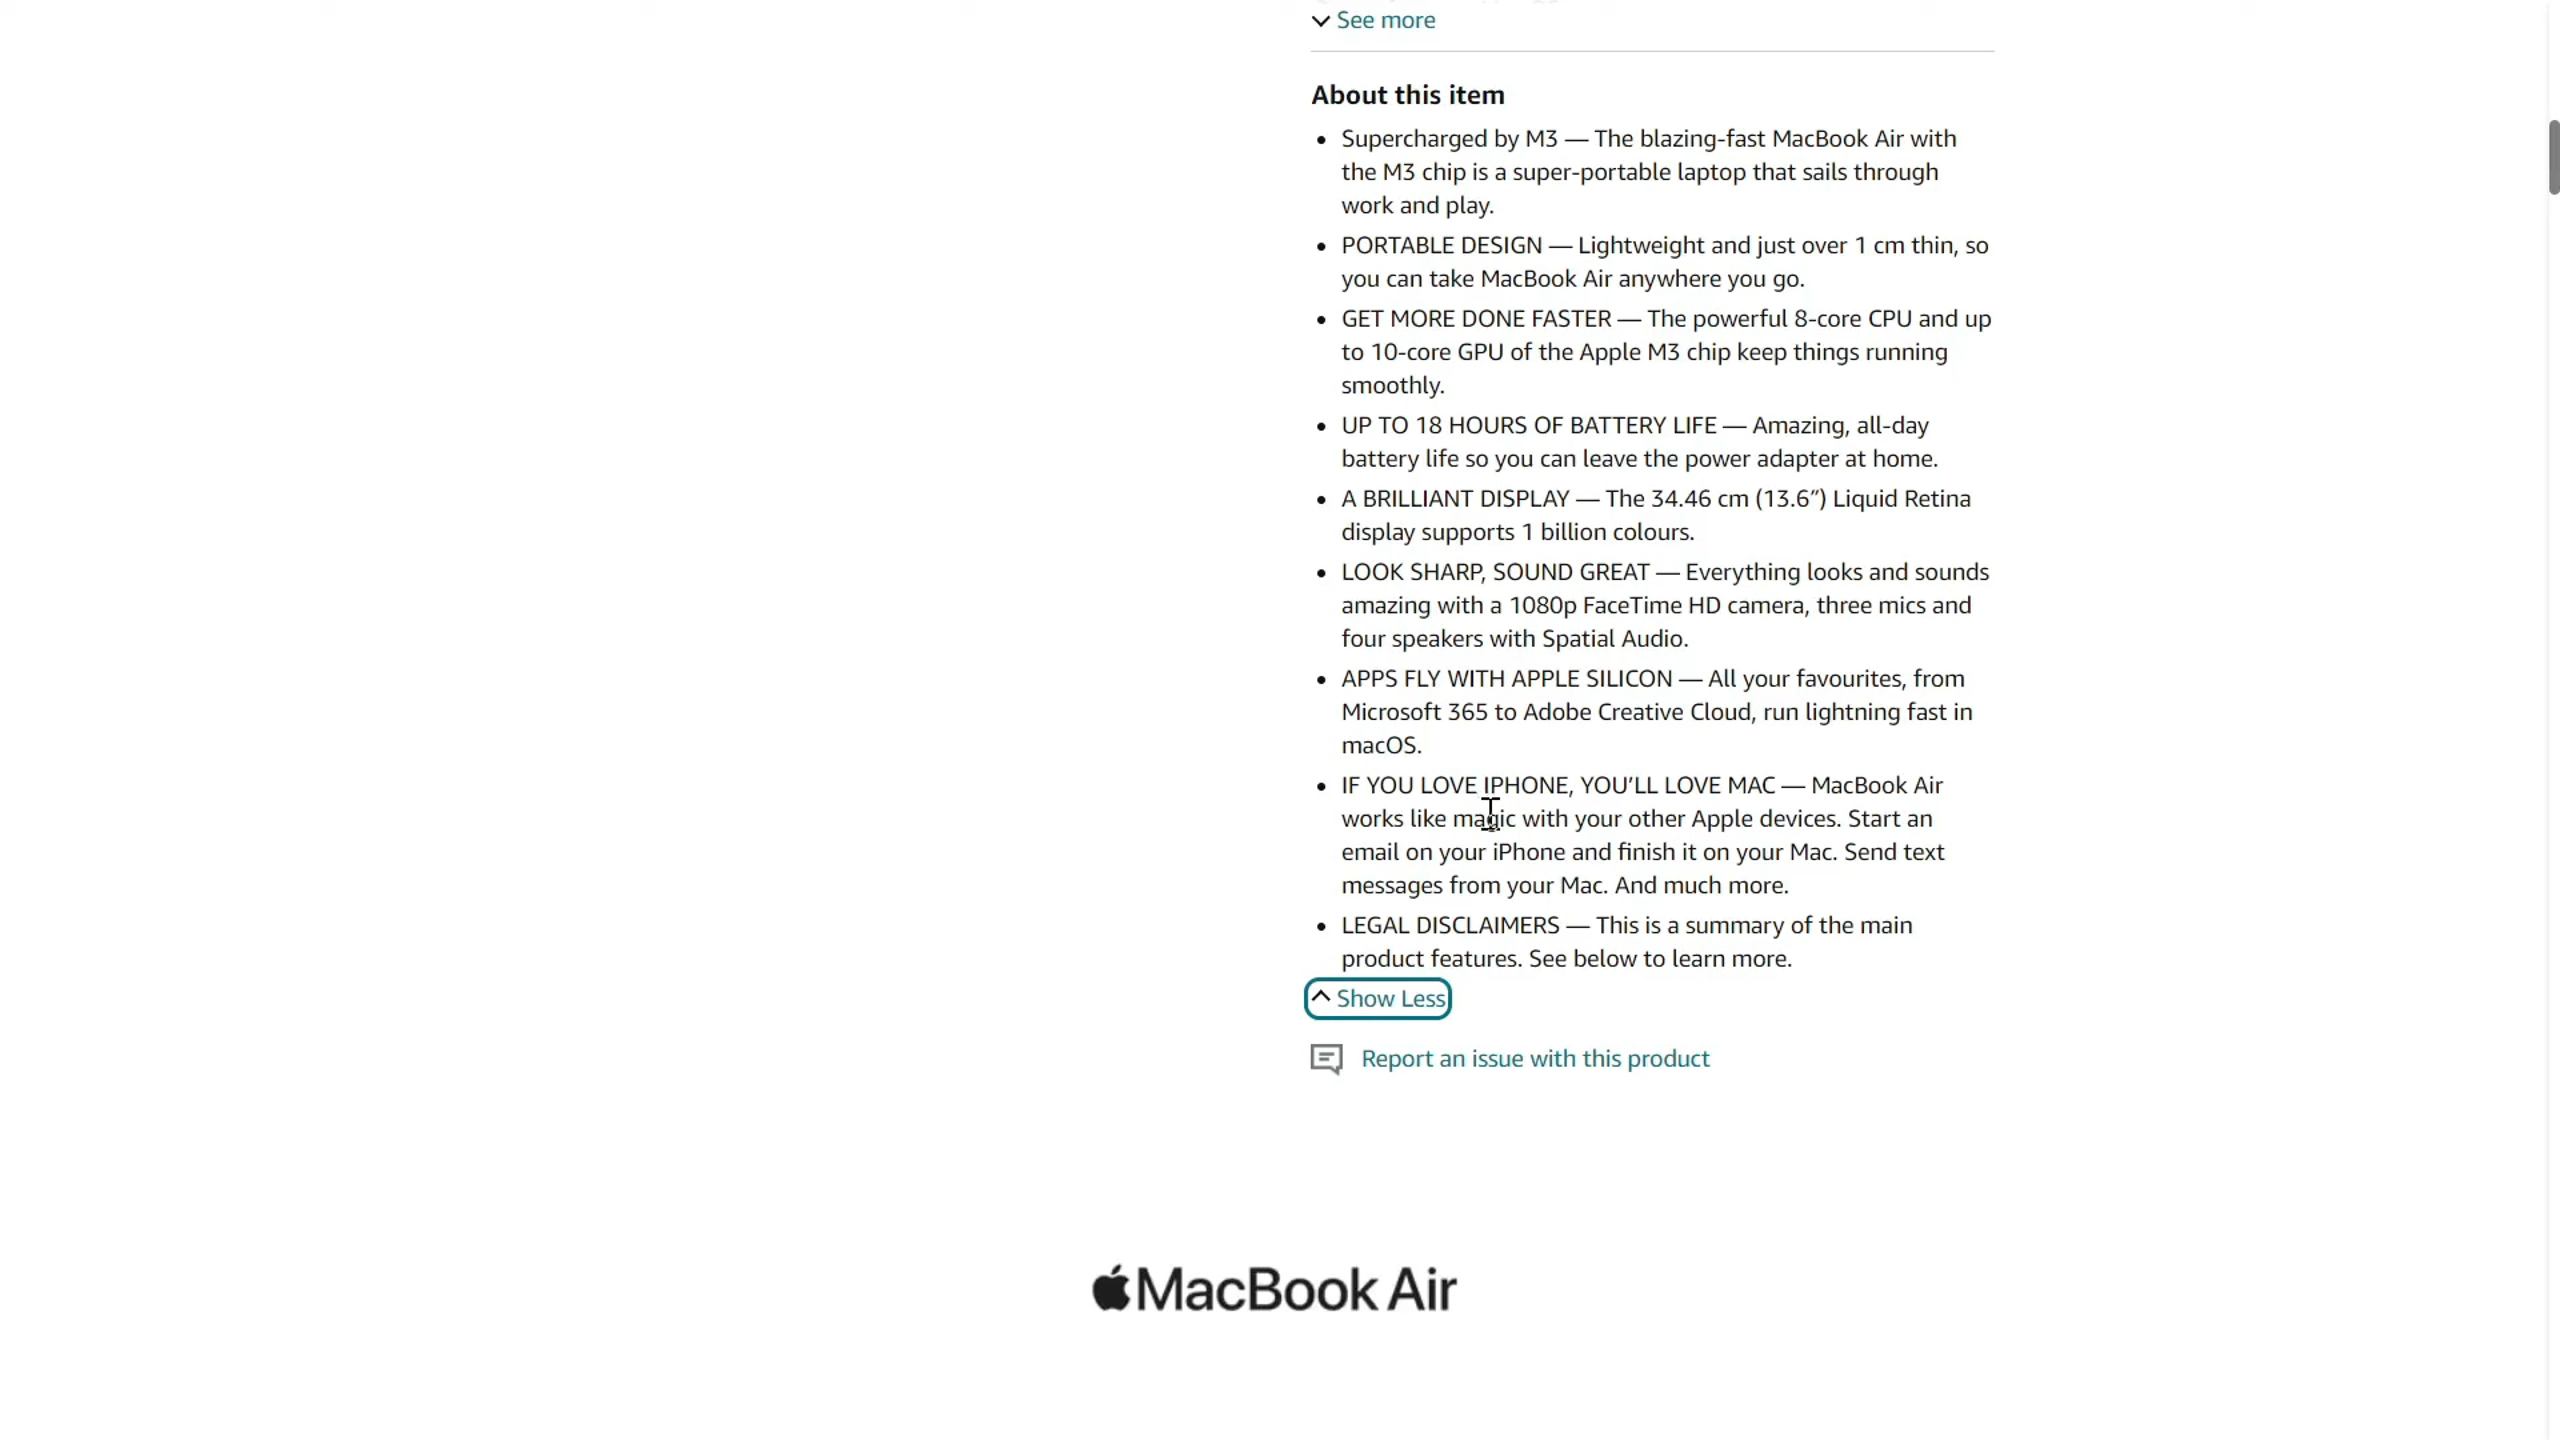 See more
About this item
Supercharged by M3 — The blazing-fast MacBook Air with
the M3 chip is a super-portable laptop that sails through
work and play.
PORTABLE DESIGN — Lightweight and just over 1 cm thin, so
you can take MacBook Air anywhere you go.
GET MORE DONE FASTER — The powerful 8-core CPU and up
to 10-core GPU of the Apple M3 chip keep things running
smoothly.
UP TO 18 HOURS OF BATTERY LIFE — Amazing, all-day
battery life so you can leave the power adapter at home.
A BRILLIANT DISPLAY — The 34.46 cm (13.6″) Liquid Retina
display supports 1 billion colours.
LOOK SHARP, SOUND GREAT — Everything looks and sounds
amazing with a 1080p FaceTime HD camera, three mics and
four speakers with Spatial Audio.
APPS FLY WITH APPLE SILICON — All your favourites, from
Microsoft 365 to Adobe Creative Cloud, run lightning fast in
macOS.
IF YOU LOVE IPHONE, YOU’LL LOVE MAC — MacBook Air
works like magic with your other Apple devices. Start an
email on your iPhone and finish it on your Mac. Send text
messages from your Mac. And much more.
LEGAL DISCLAIMERS — This is a summary of the main
product features. See below to learn more.
Show Less
Report an issue with this product
MacBook Air